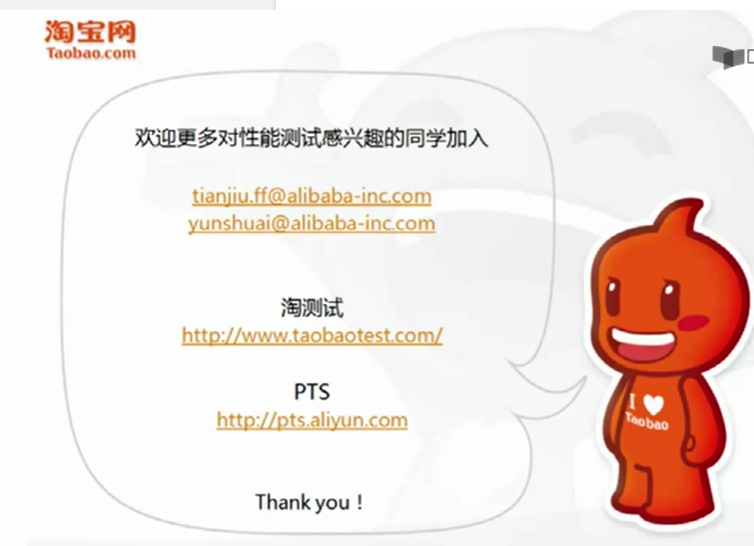 淘宝网
Taobao.com
欢迎更多对性能测试感兴趣的同学加入
tianjiu.ff@alibaba-inc.com
yunshuai@alibaba-inc.com
淘测试
http://www.taobaotest.com/
PTS
http://pts.aliyun.com
Thank you！
I
Taobao